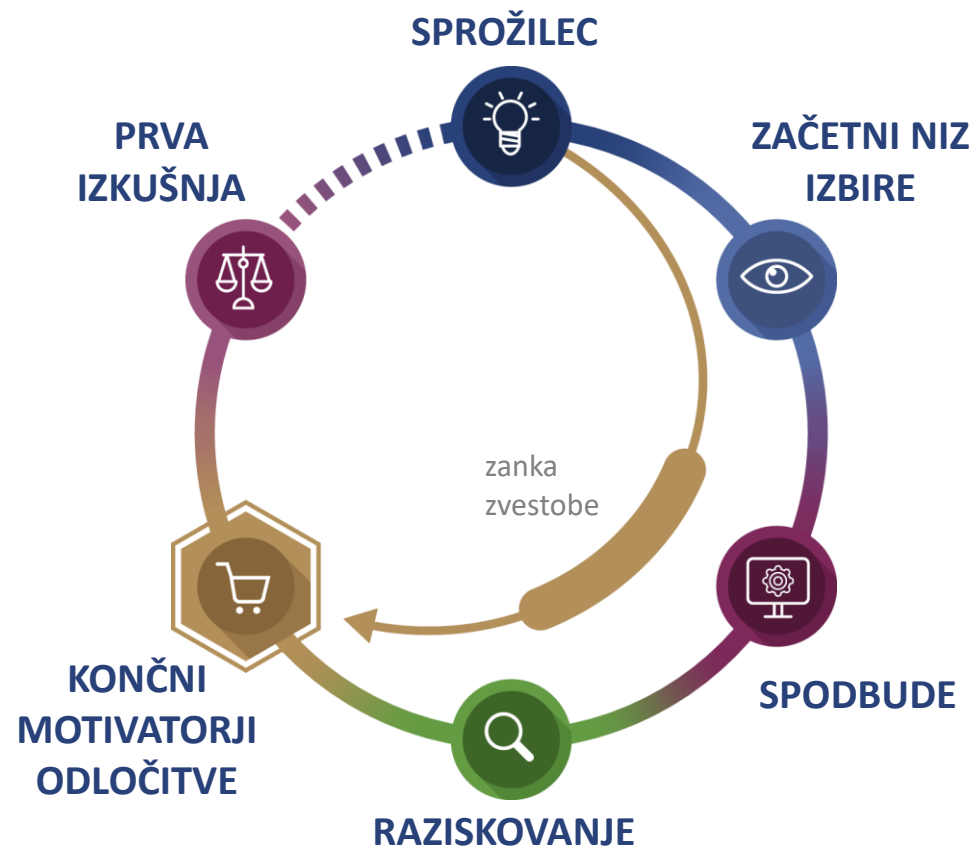 SPROŽILEC
ZAČETNI NIZ
IZBIRE
SPODBUDE
RAZISKOVANJE
KONČNI
MOTIVATORJI
ODLOČITVE
PRVA
IZKUŠNJA
zanka
zvestobe